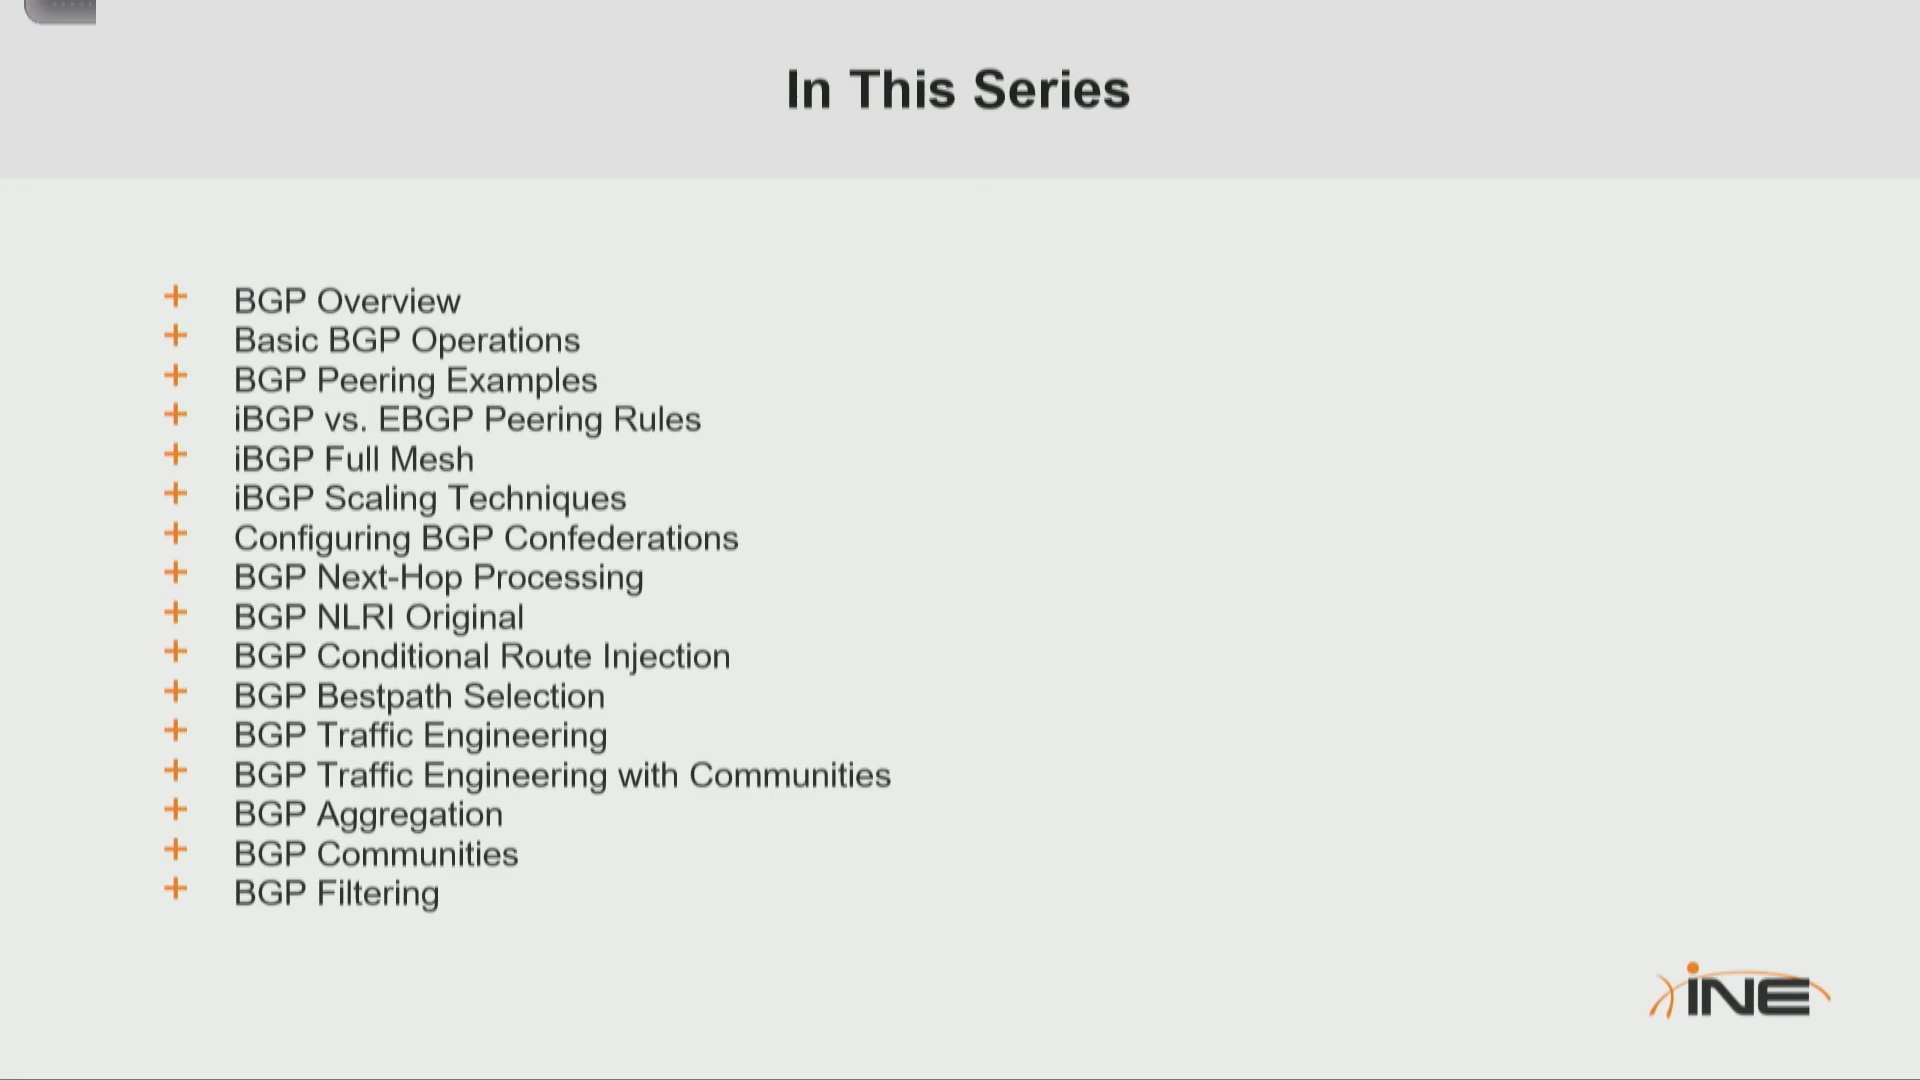 In This Series
+ BGP Overview
+ Basic BGP Operations
+ BGP Peering Examples
+ iBGP vs. EBGP Peering Rules
+ iBGP Full Mesh
+ iBGP Scaling Techniques
+ Configuring BGP Confederations
+ BGP Next-Hop Processing
+ BGP NLRI Original
+ BGP Conditional Route Injection
+ BGP Bestpath Selection
+ BGP Traffic Engineering
+ BGP Traffic Engineering with Communities
+ BGP Aggregation
+ BGP Communities
+ BGP Filtering
iNE